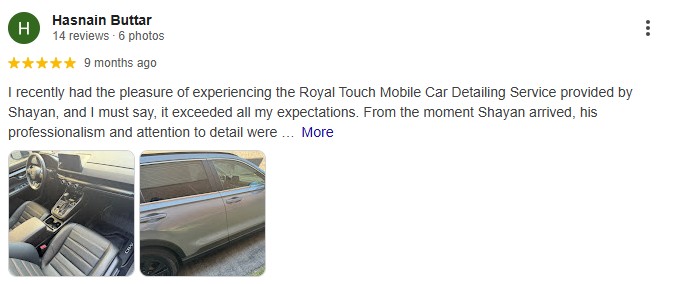 H
Hasnain Buttar
14 reviews · 6 photos
9 months ago
I recently had the pleasure of experiencing the Royal Touch Mobile Car Detailing Service provided by
Shayan, and I must say, it exceeded all my expectations. From the moment Shayan arrived, his
professionalism and attention to detail were … More